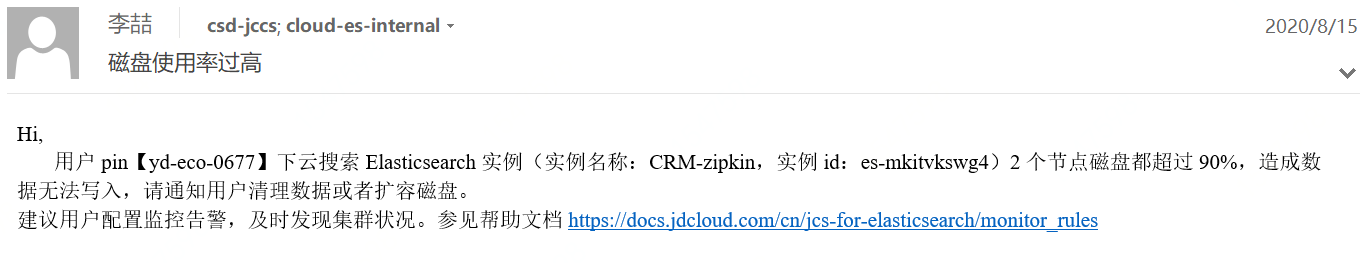 李喆 csd-jccs; cloud-es-internal 2020/8/15
磁盘使用率过高
Hi,
用户 pin【yd-eco-0677】下云搜索 Elasticsearch 实例（实例名称：CRM-zipkin，实例 id：es-mkitvkswg4）2 个节点磁盘都超过 90%，造成数
据无法写入，请通知用户清理数据或者扩容磁盘。
建议用户配置监控告警，及时发现集群状况。参见帮助文档 https://docs.jdcloud.com/cn/jcs-for-elasticsearch/monitor_rules